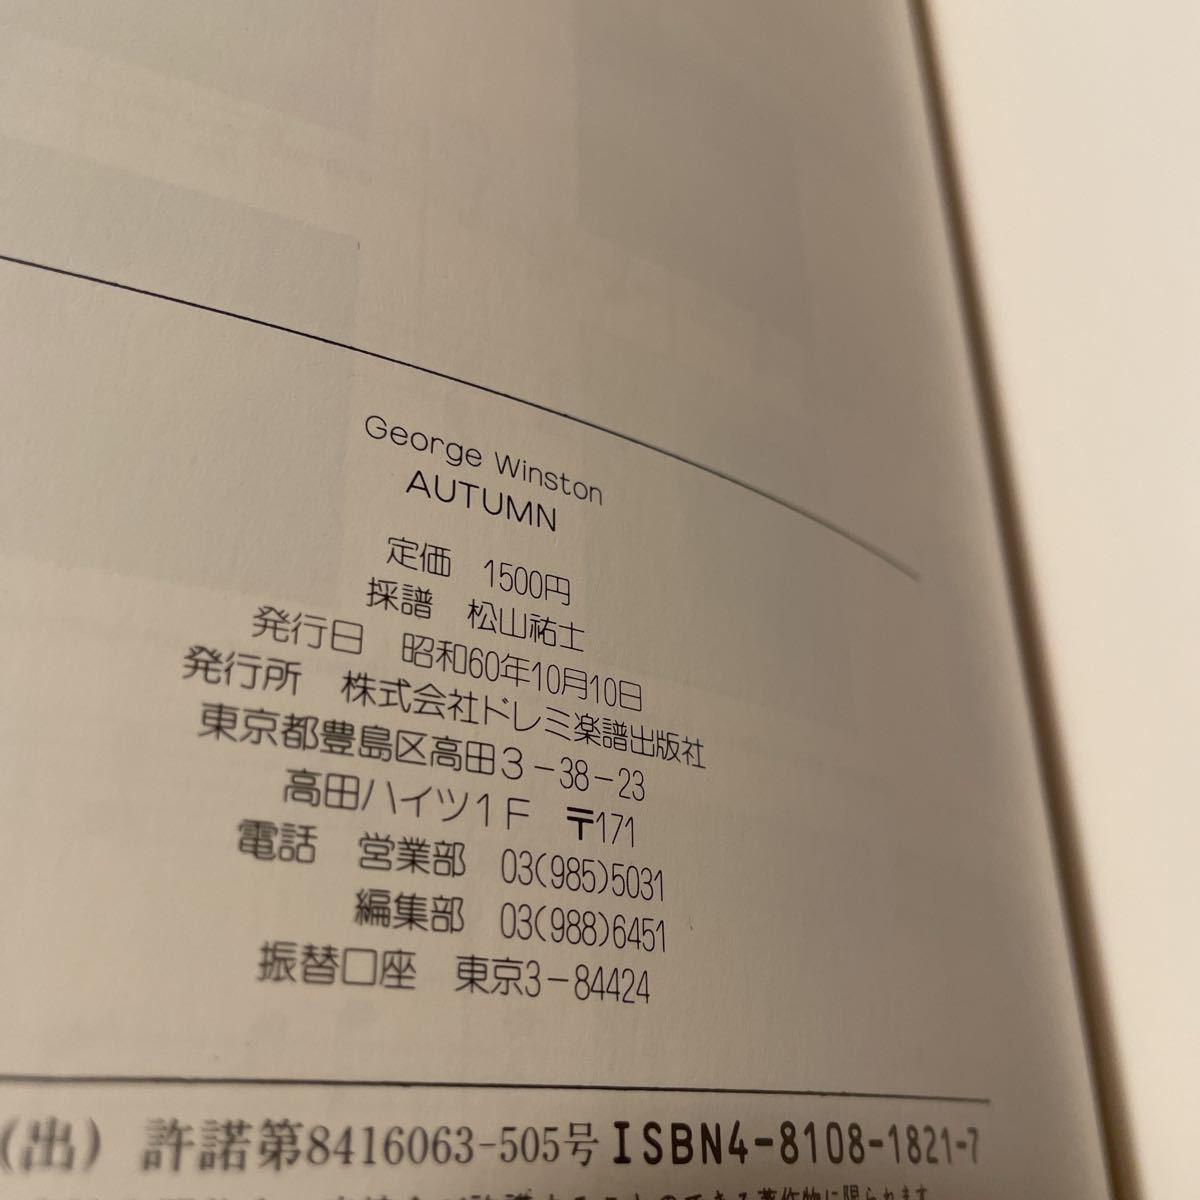 George Winston
AUTUMN
定価　1500円
採譜　松山祐士
発行日　昭和60年10月10日
発行所　株式会社ドレミ楽譜出版社
東京都豊島区高田3－38－23
高田ハイツ1F　〒171
電話　営業部　03(985)5031
編集部　03(988)6451
振替口座　東京3－84424
(出)　許諾第8416063-505号 ISBN4-8108-1821-7